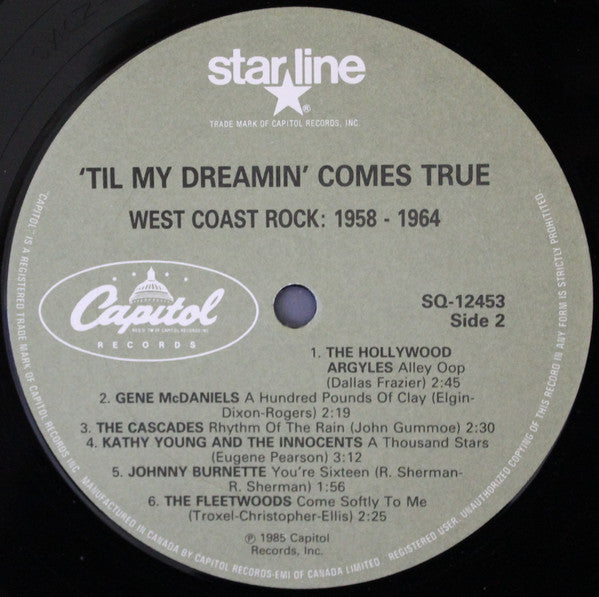 starline
®
TRADE MARK OF CAPITOL RECORDS, INC.
'TIL MY DREAMIN' COMES TRUE
WEST COAST ROCK: 1958 - 1964
Capitol
REG'D TM OF CAPITOL RECORDS INC
RECORDS
SQ-12453
Side 2
1. THE HOLLYWOOD
ARGYLES Alley Oop
(Dallas Frazier) 2:45
2. GENE McDANIELS A Hundred Pounds Of Clay (Elgin-
Dixon-Rogers) 2:19
3. THE CASCADES Rhythm Of The Rain (John Gummoe) 2:30
4. KATHY YOUNG AND THE INNOCENTS A Thousand Stars
(Eugene Pearson) 3:12
5. JOHNNY BURNETTE You're Sixteen (R. Sherman-
R. Sherman) 1:56
6. THE FLEETWOODS Come Softly To Me
(Troxel-Christopher-Ellis) 2:25
℗ 1985 Capitol
Records, Inc.
"CAPITOL" IS A REGISTERED TRADE MARK OF CAPITOL RECORDS INC. MANUFACTURED IN CANADA BY CAPITOL RECORDS-EMI OF CANADA LIMITED REGISTERED USER. UNAUTHORIZED COPYING OF THIS RECORD IN ANY FORM IS STRICTLY PROHIBITED